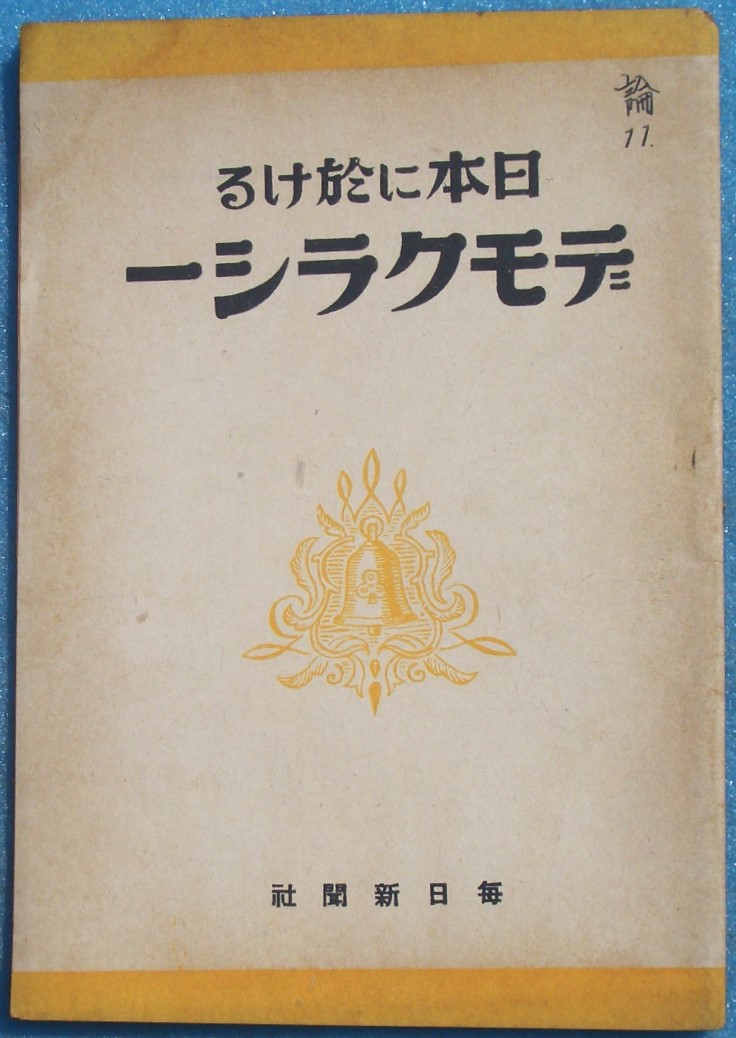 論
11.
日本に於ける
デモクラシー
毎日新聞社